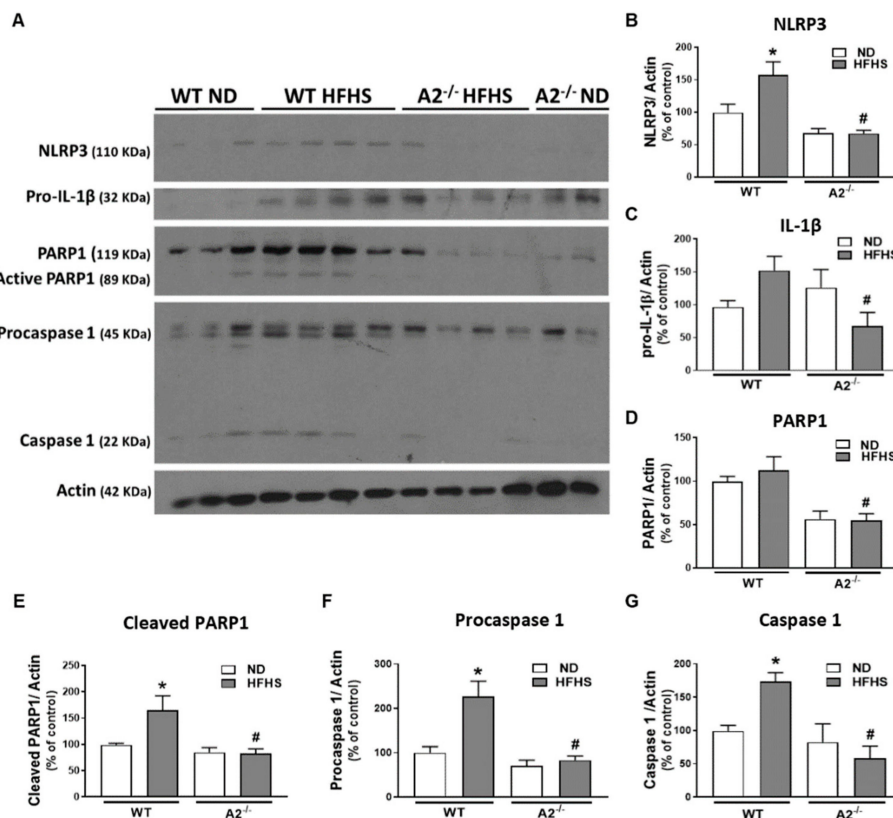 A
WT ND WT HFHS A2-/- HFHS A2-/- ND
NLRP3 (110 KDa)
Pro-IL-1β (32 KDa)
PARP1 (119 KDa)
Active PARP1 (89 KDa)
Procaspase 1 (45 KDa)
Caspase 1 (22 KDa)
Actin (42 KDa)
B
NLRP3
NLRP3/ Actin
(% of control)
200
150
100
50
0
*
#
ND
HFHS
WT A2-/-
C
IL-1β
pro-IL-1β/ Actin
(% of control)
200
150
100
50
0
#
ND
HFHS
WT A2-/-
D
PARP1
PARP1/ Actin
(% of control)
150
100
50
0
#
ND
HFHS
WT A2-/-
E
Cleaved PARP1
Cleaved PARP1/ Actin
(% of control)
250
200
150
100
50
0
*
#
ND
HFHS
WT A2-/-
F
Procaspase 1
Procaspase 1/ Actin
(% of control)
300
200
100
0
*
#
ND
HFHS
WT A2-/-
G
Caspase 1
Caspase 1 /Actin
(% of control)
200
150
100
50
0
*
#
ND
HFHS
WT A2-/-